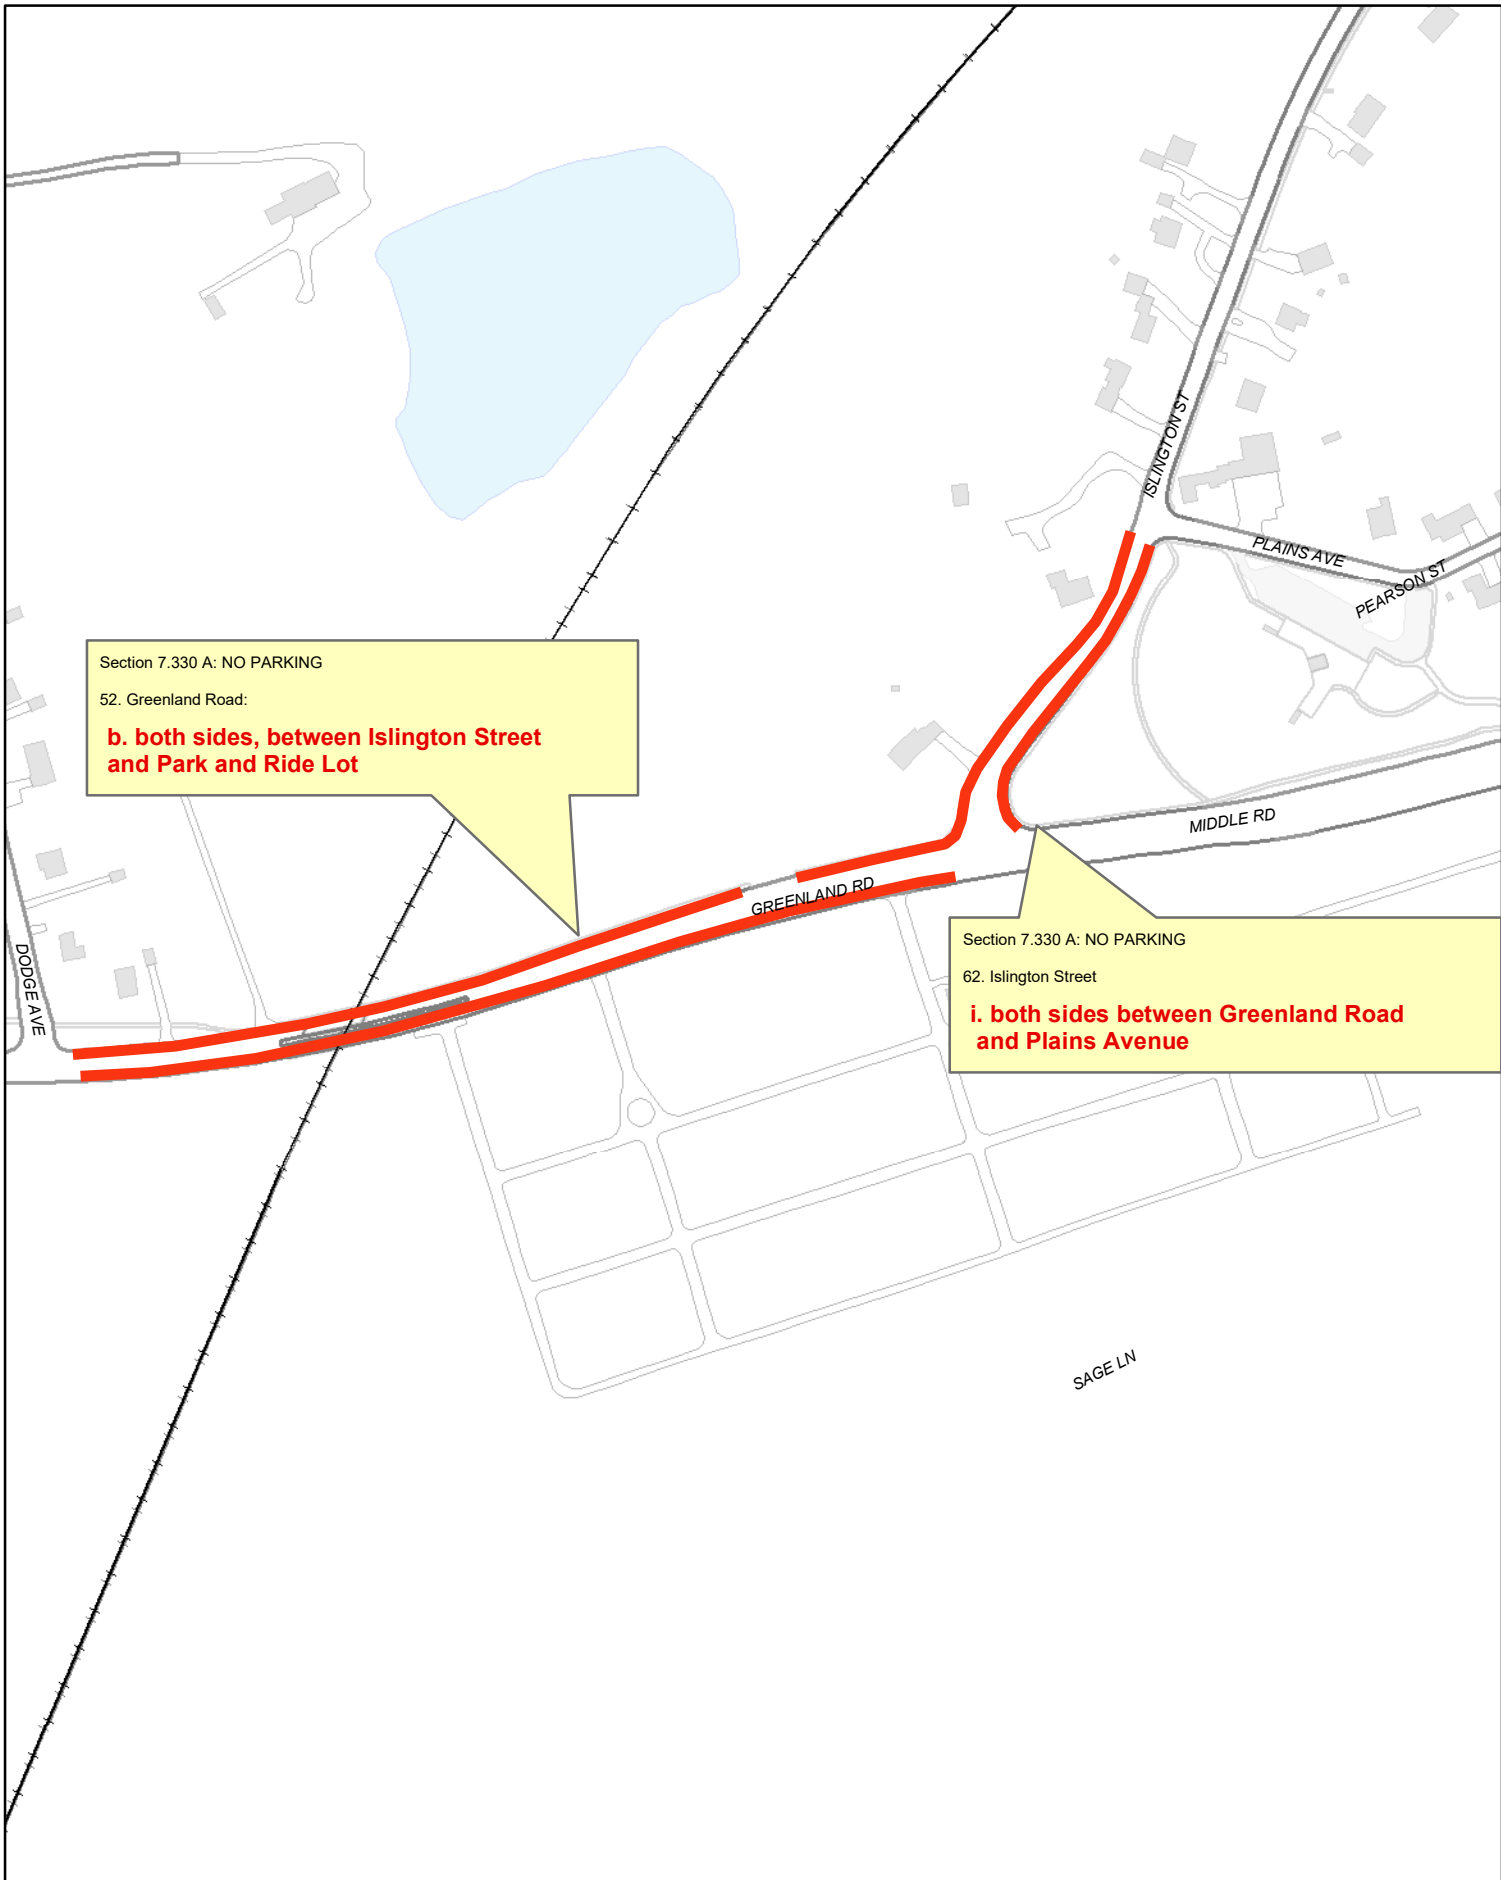 ISLINGTON ST
PLAINS AVE
PEARSON ST
Section 7.330 A: NO PARKING
52. Greenland Road:
b. both sides, between Islington Street
and Park and Ride Lot
MIDDLE RD
GREENLAND RD
DODGE AVE
Section 7.330 A: NO PARKING
62. Islington Street
i. both sides between Greenland Road
and Plains Avenue
SAGE LN